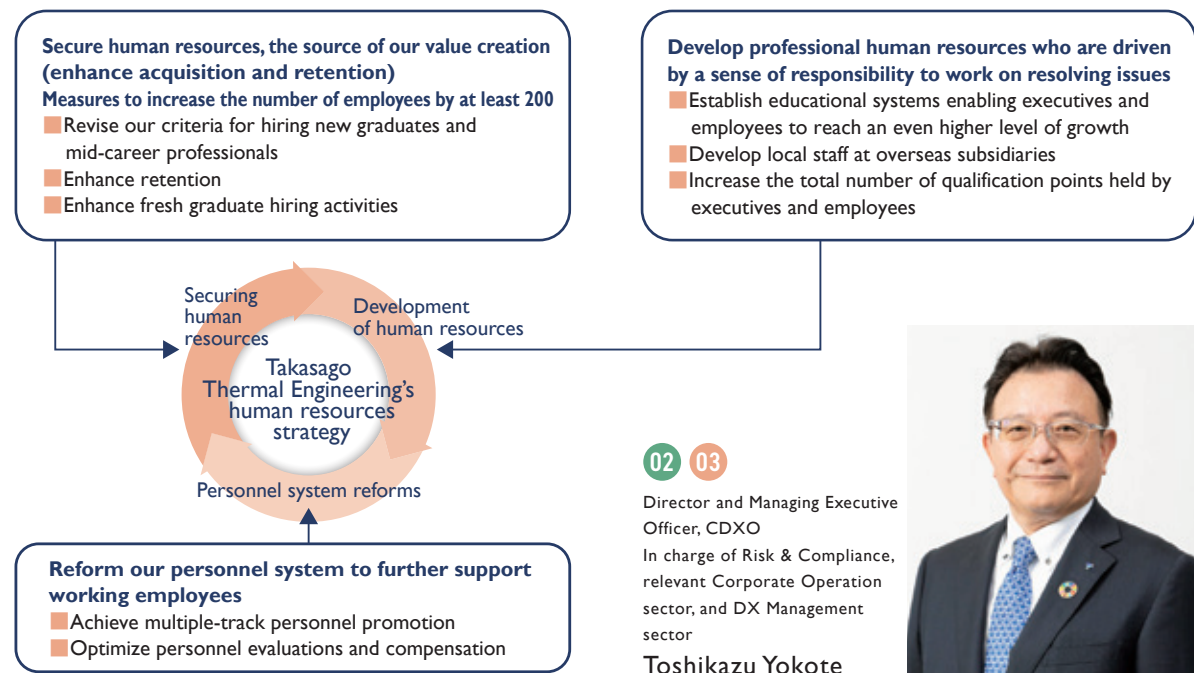 Secure human resources, the source of our value creation
(enhance acquisition and retention)
Measures to increase the number of employees by at least 200
Revise our criteria for hiring new graduates and
mid-career professionals
Enhance retention
Enhance fresh graduate hiring activities
Develop professional human resources who are driven
by a sense of responsibility to work on resolving issues
Establish educational systems enabling executives and
employees to reach an even higher level of growth
Develop local staff at overseas subsidiaries
Increase the total number of qualification points held by
executives and employees
Securing
human
resources
Development
of human resources
Takasago
Thermal Engineering's
human resources
strategy
Personnel system reforms
Reform our personnel system to further support
working employees
Achieve multiple-track personnel promotion
Optimize personnel evaluations and compensation
02 03
Director and Managing Executive
Officer, CDXO
In charge of Risk & Compliance,
relevant Corporate Operation
sector, and DX Management
sector
Toshikazu Yokote